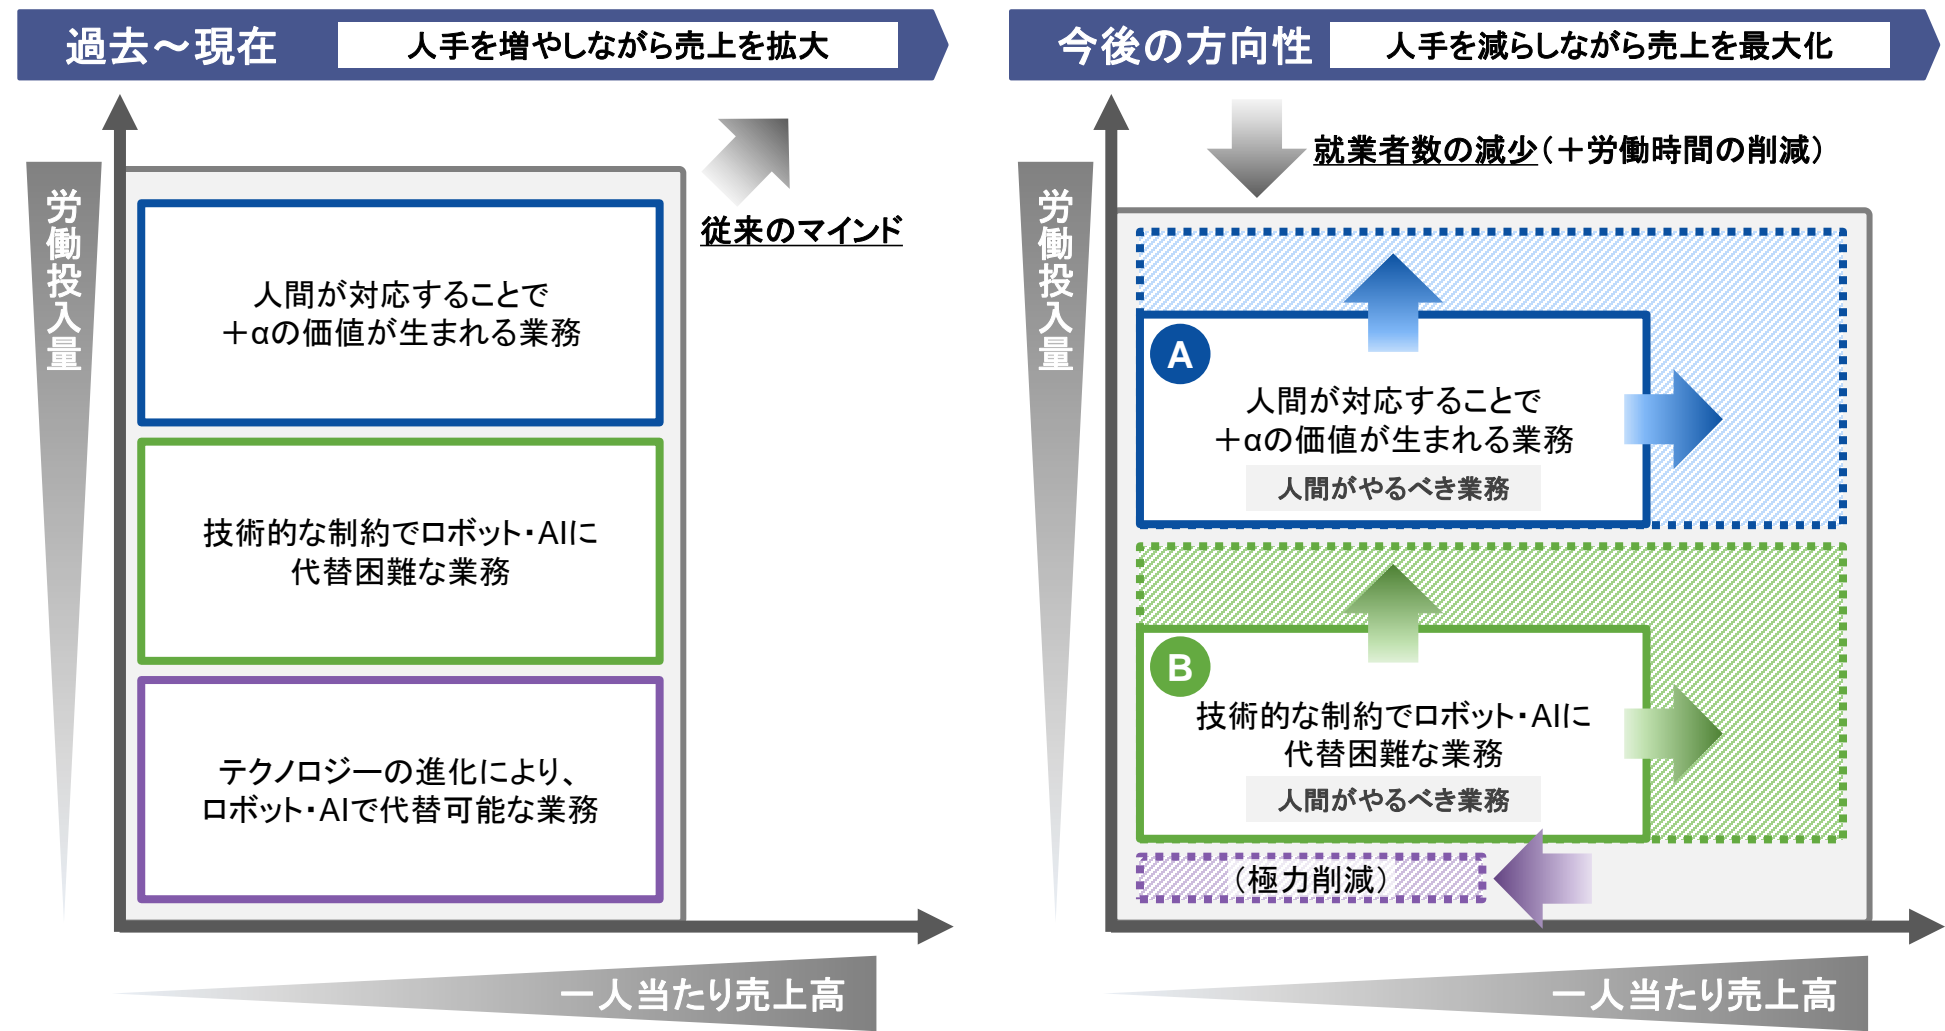 過去～現在
人手を増やしながら売上を拡大
労働投入量
従来のマインド
人間が対応することで
＋αの価値が生まれる業務
技術的な制約でロボット・AIに
代替困難な業務
テクノロジーの進化により、
ロボット・AIで代替可能な業務
一人当たり売上高
今後の方向性
人手を減らしながら売上を最大化
就業者数の減少（＋労働時間の削減）
労働投入量
A
人間が対応することで
＋αの価値が生まれる業務
人間がやるべき業務
B
技術的な制約でロボット・AIに
代替困難な業務
人間がやるべき業務
（極力削減）
一人当たり売上高